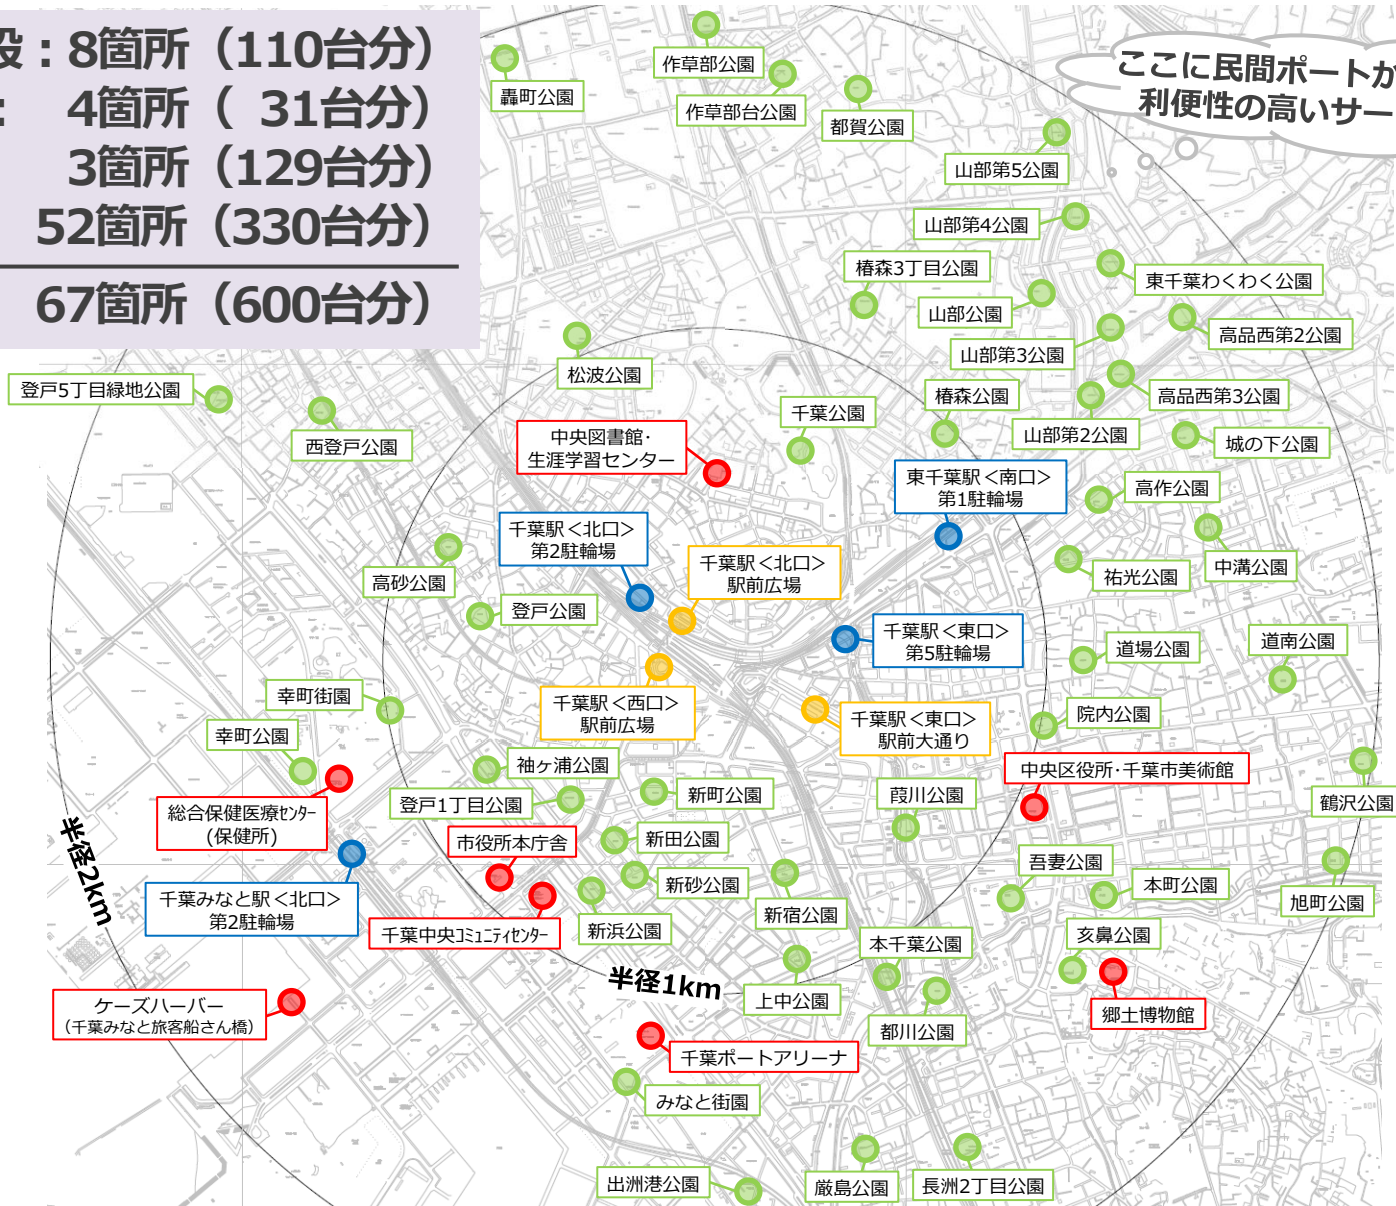 設：8箇所（110台分）
： 4箇所（ 31台分）
3箇所（129台分）
52箇所（330台分）
67箇所（600台分）
ここに民間ポートが
利便性の高いサー
轟町公園
作草部公園
作草部台公園
都賀公園
山部第5公園
山部第4公園
椿森3丁目公園
東千葉わくわく公園
山部公園
高品西第2公園
山部第3公園
松波公園
登戸5丁目緑地公園
西登戸公園
千葉公園
椿森公園
高品西第3公園
山部第2公園
城の下公園
中央図書館・
生涯学習センター
東千葉駅＜南口＞
第1駐輪場
高作公園
千葉駅＜北口＞
第2駐輪場
千葉駅＜北口＞
駅前広場
高砂公園
祐光公園
中溝公園
登戸公園
千葉駅＜東口＞
第5駐輪場
道場公園
道南公園
幸町街園
千葉駅＜西口＞
駅前広場
千葉駅＜東口＞
駅前大通り
院内公園
幸町公園
袖ヶ浦公園
中央区役所・千葉市美術館
総合保健医療センター
(保健所)
登戸1丁目公園
新町公園
葭川公園
鶴沢公園
半径2km
市役所本庁舎
新田公園
吾妻公園
千葉みなと駅＜北口＞
第2駐輪場
新砂公園
本町公園
旭町公園
千葉中央コミュニティセンター
新浜公園
新宿公園
本千葉公園
亥鼻公園
半径1km
上中公園
ケーズハーバー
（千葉みなと旅客船さん橋）
都川公園
郷土博物館
千葉ポートアリーナ
みなと街園
出洲港公園
厳島公園
長洲2丁目公園